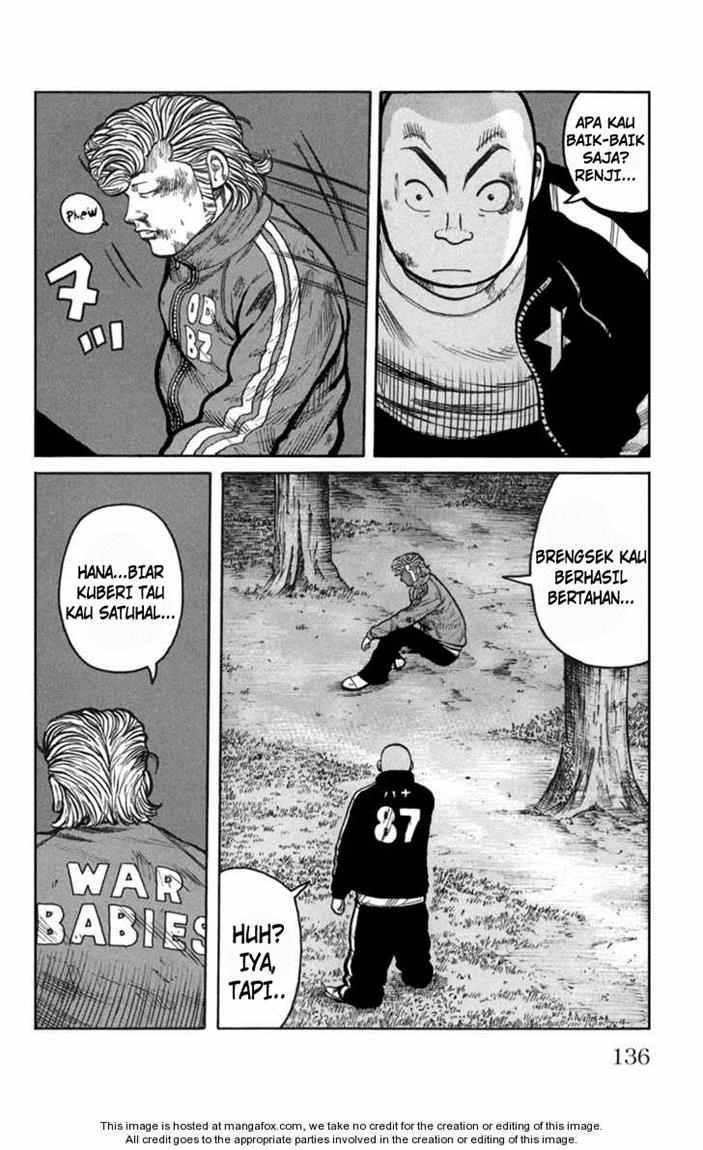 APA KAU
BAIK-BAIK
SAJA?
RENJI...
Phew
OD
BZ
BRENGSEK KAU
BERHASIL
BERTAHAN...
ハナ
87
HUH?
IYA,
TAPI..
HANA...BIAR
KUBERI TAU
KAU SATUHAL...
WAR
BABIES
136
This image is hosted at mangafox.com, we take no credit for the creation or editing of this image.
All credit goes to the appropriate parties involved in the creation or editing of this image.